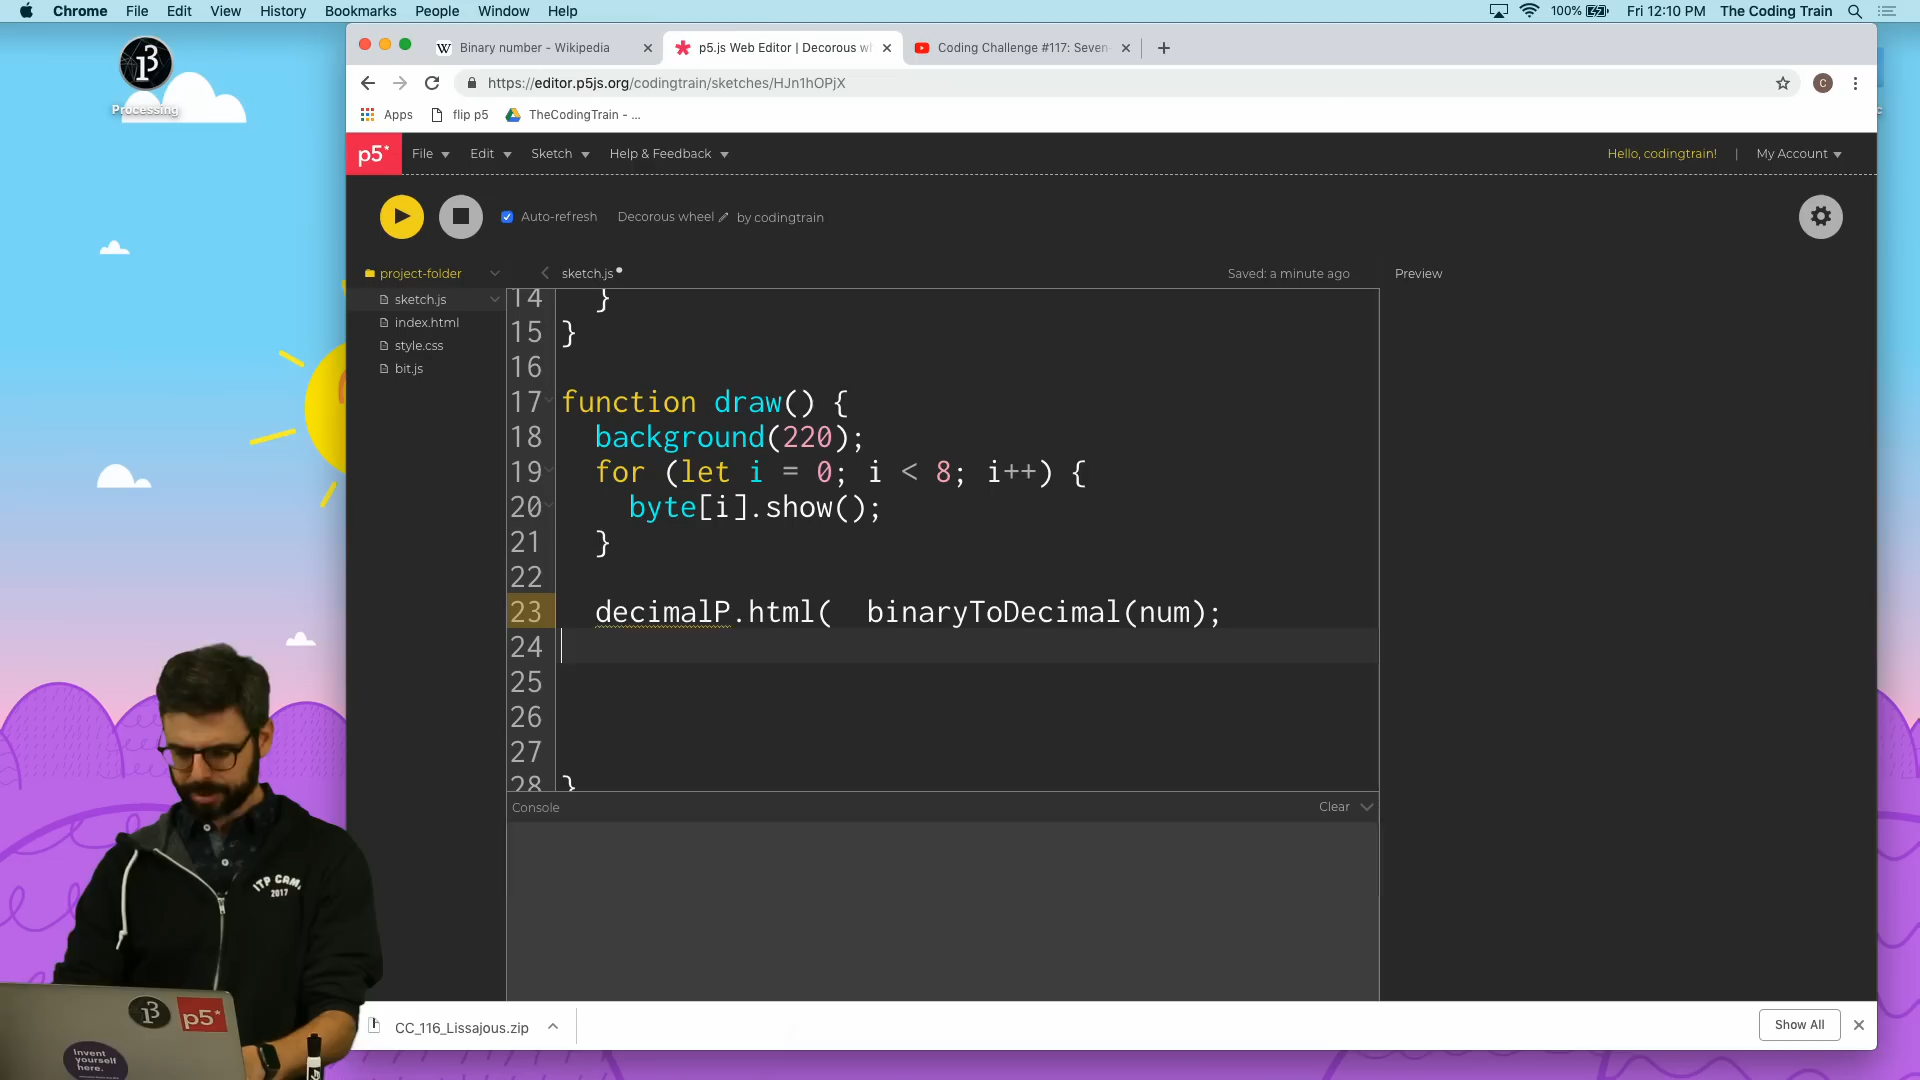 Chrome File Edit View History Bookmarks People Window Help 100% Fri 12:10 PM The Coding Train
Processing
W Binary number - Wikipedia p5.js Web Editor | Decorous wh Coding Challenge #117: Seven-
https://editor.p5js.org/codingtrain/sketches/HJn1hOPjX C
Apps flip p5 TheCodingTrain - ...
p5* File Edit Sketch Help & Feedback Hello, codingtrain! | My Account
Auto-refresh Decorous wheel by codingtrain
project-folder sketch.js Saved: a minute ago Preview
sketch.js
index.html
style.css
bit.js
14 }
15 }
16
17 function draw() {
18 background(220);
19 for (let i = 0; i < 8; i++) {
20 byte[i].show();
21 }
22
23 decimalP.html( binaryToDecimal(num);
24
25
26
27
28 }
Console Clear
CC_116_Lissajous.zip Show All
ITP CAMP
2017
p5*
Invent
yourself
here.